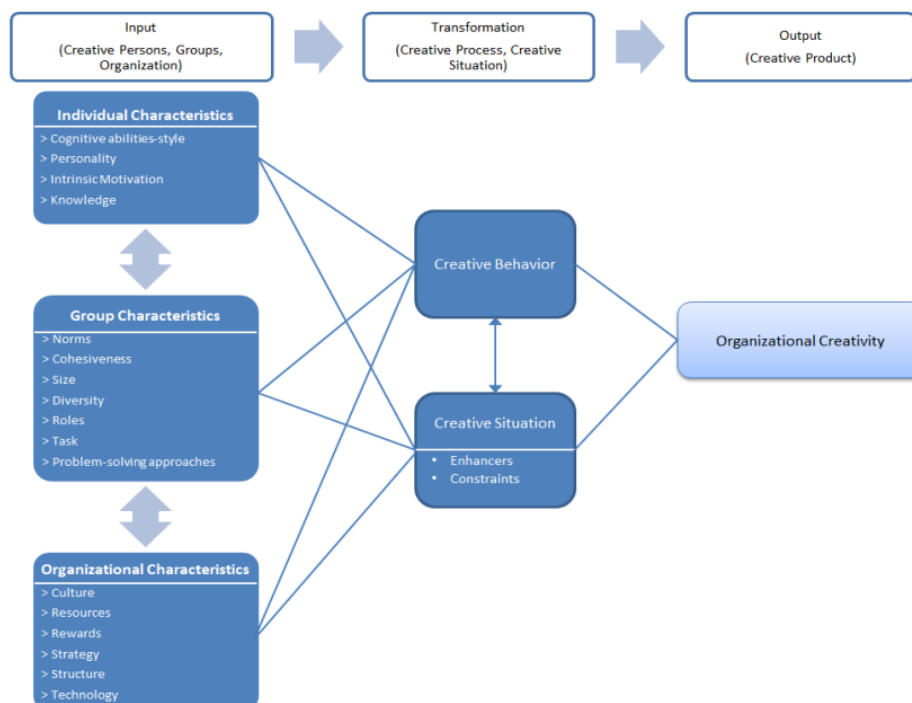 Input
(Creative Persons, Groups,
Organization)
Transformation
(Creative Process, Creative
Situation)
Output
(Creative Product)
Individual Characteristics
> Cognitive abilities-style
> Personality
> Intrinsic Motivation
> Knowledge
Group Characteristics
> Norms
> Cohesiveness
> Size
> Diversity
> Roles
> Task
> Problem-solving approaches
Organizational Characteristics
> Culture
> Resources
> Rewards
> Strategy
> Structure
> Technology
Creative Behavior
Creative Situation
• Enhancers
• Constraints
Organizational Creativity